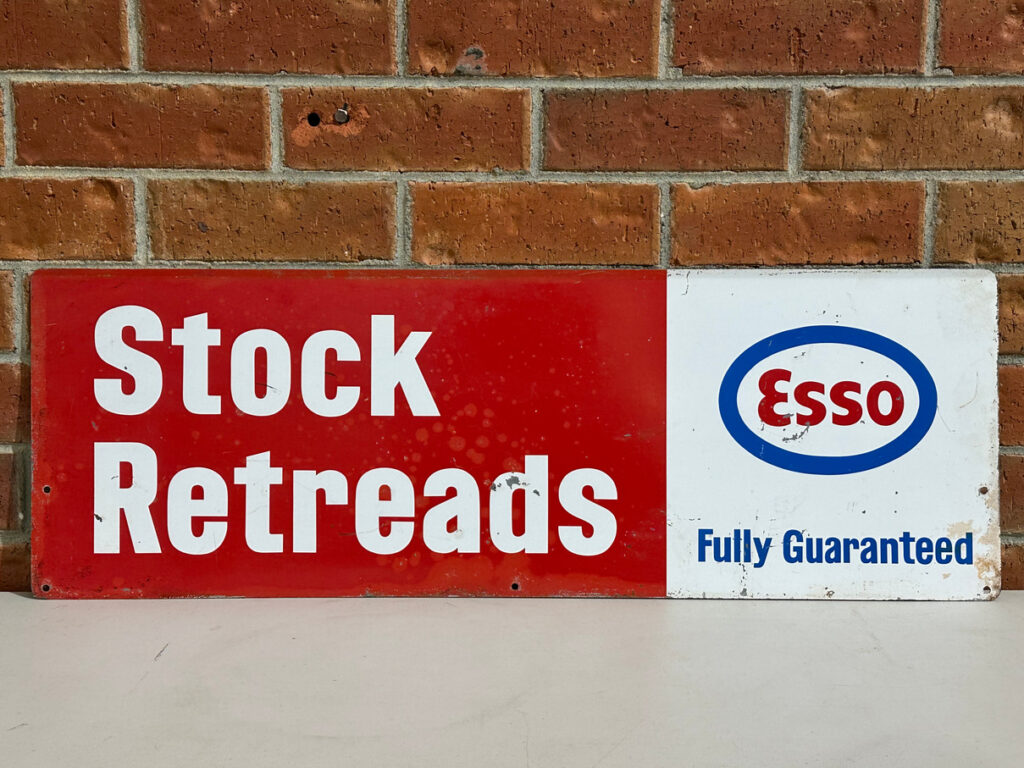 Stock
Retreads
Esso
Fully Guaranteed